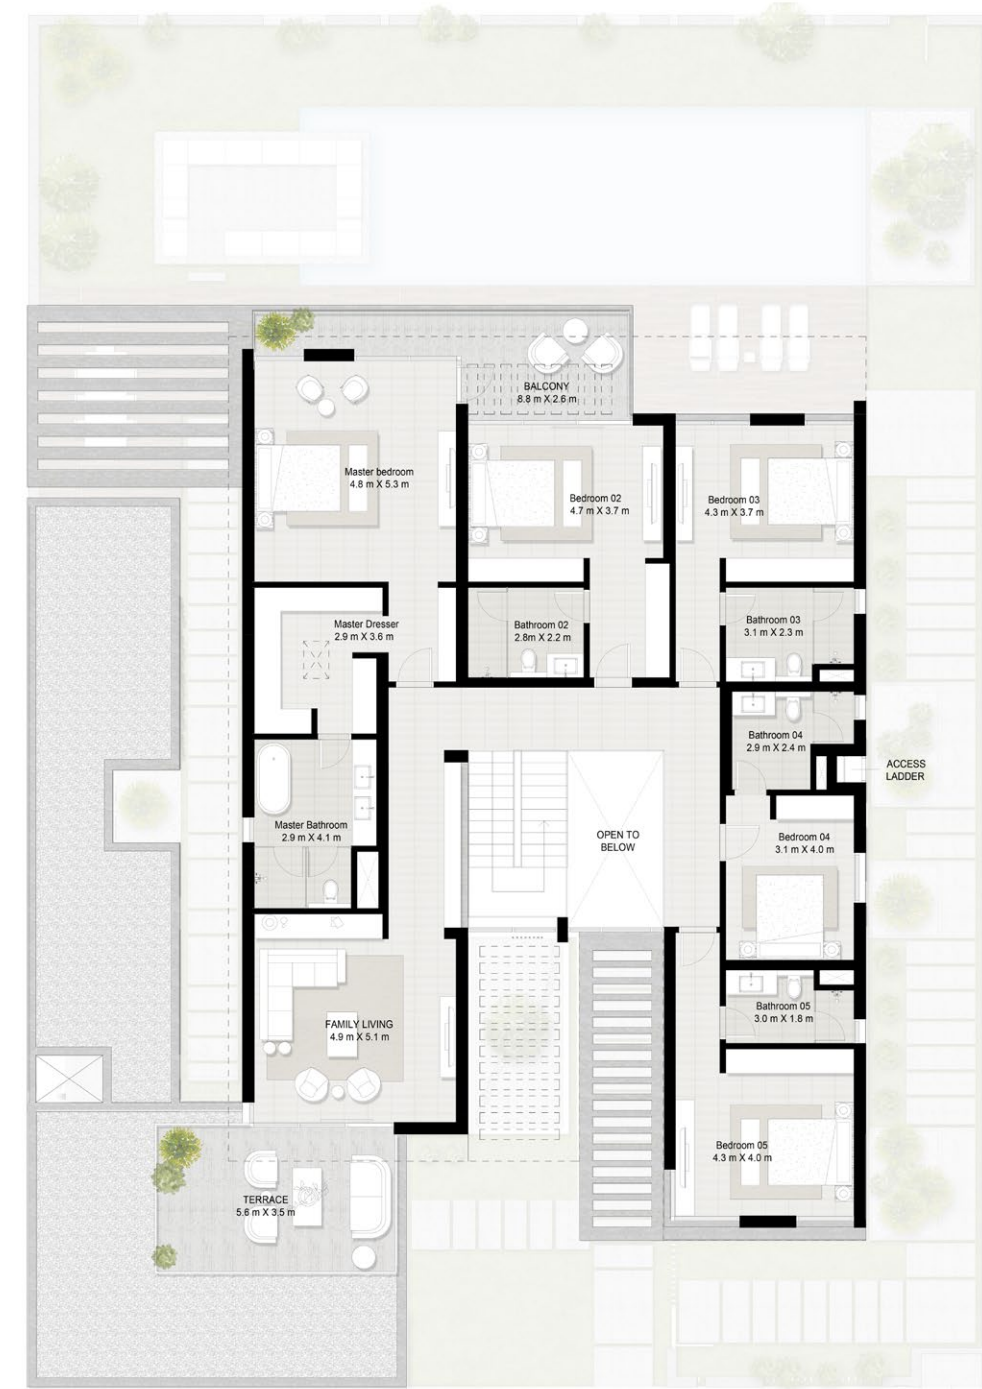 BALCONY
8.8 m X 2.6 m
Master bedroom
4.8 m X 5.3 m
Bedroom 02
4.7 m X 3.7 m
Bedroom 03
4.3 m X 3.7 m
Master Dresser
2.9 m X 3.6 m
Bathroom 02
2.8m X 2.2 m
Bathroom 03
3.1 m X 2.3 m
Bathroom 04
2.9 m X 2.4 m
ACCESS
LADDER
Master Bathroom
2.9 m X 4.1 m
OPEN TO
BELOW
Bedroom 04
3.1 m X 4.0 m
FAMILY LIVING
4.9 m X 5.1 m
Bathroom 05
3.0 m X 1.8 m
Bedroom 05
4.3 m X 4.0 m
TERRACE
5.6 m X 3.5 m